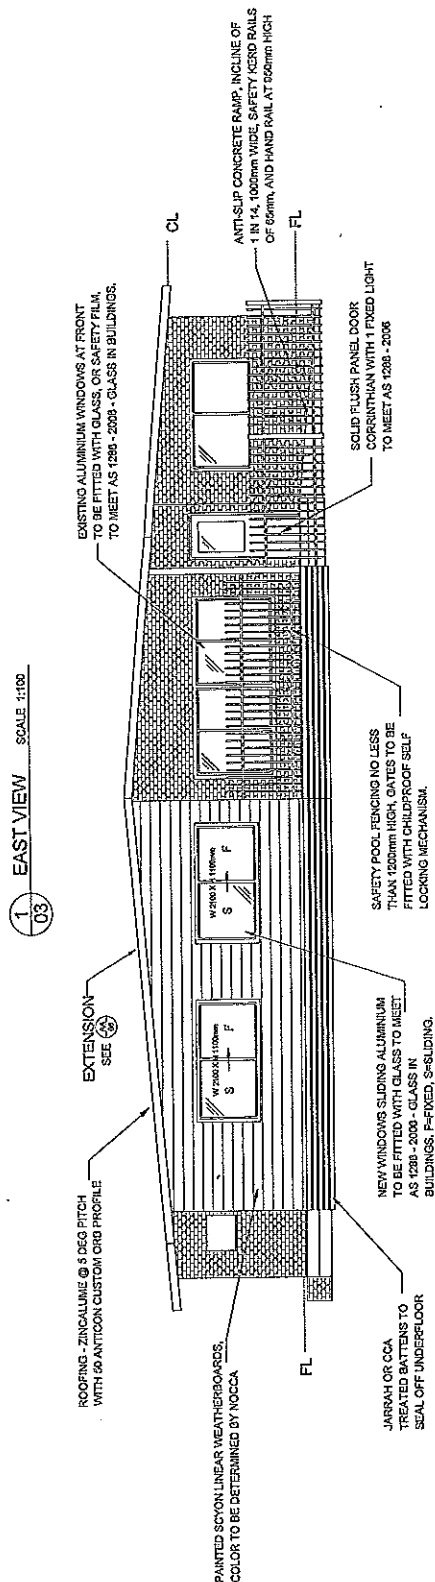 1
03
EAST VIEW SCALE 1:100
ROOFING - ZINCALUME @ 5 DEG PITCH
WITH 50 ANTICON CUSTOM ORB PROFILE
EXTENSION
SEE
EXISTING ALUMINIUM WINDOWS AT FRONT
TO BE FITTED WITH GLASS, OR SAFETY FILM,
TO MEET AS 1288 - 2006 - GLASS IN BUILDINGS.
CL
ANTI-SLIP CONCRETE RAMP, INCLINE OF
1 IN 14, 1000mm WIDE, SAFETY KERD RAILS
OF 65mm, AND HAND RAIL AT 950mm HIGH
FL
PAINTED SCYON LINEAR WEATHERBOARDS,
COLOR TO BE DETERMINED BY NOCCA
W 2100 X H 1100mm
S F
W 2100 X H 1100mm
S F
FL
JARRAH OR CCA
TREATED BATTENS TO
SEAL OFF UNDERFLOOR
NEW WINDOWS SLIDING ALUMINIUM
TO BE FITTED WITH GLASS TO MEET
AS 1288 - 2006 - GLASS IN
BUILDINGS. F=FIXED, S=SLIDING.
SAFETY POOL FENCING NO LESS
THAN 1200mm HIGH, GATES TO BE
FITTED WITH CHILDPROOF SELF
LOCKING MECHANISM.
SOLID FLUSH PANEL DOOR
CORRINTHIAN WITH 1 FIXED LIGHT
TO MEET AS 1288 - 2006